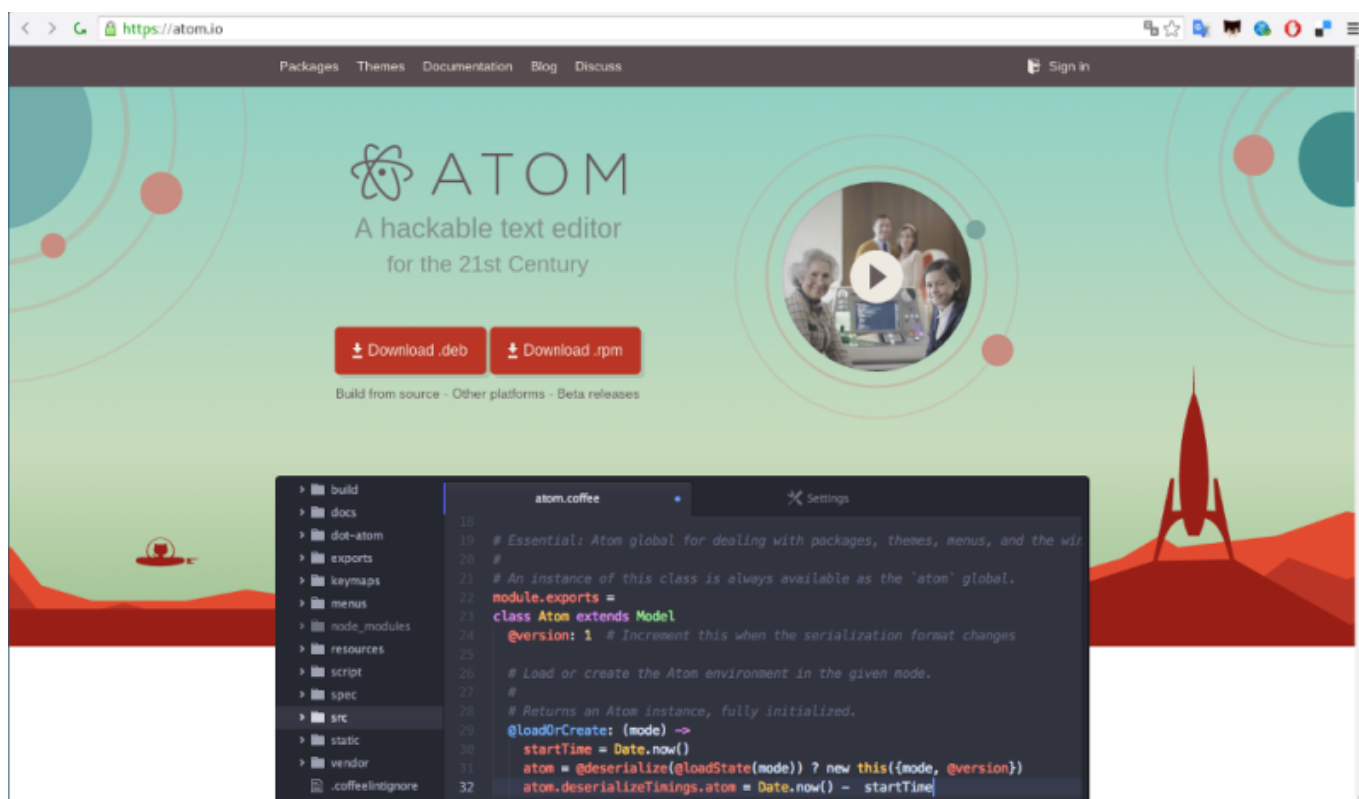 https://atom.io
Packages Themes Documentation Blog Discuss Sign in
ATOM
A hackable text editor
for the 21st Century
Download .deb Download .rpm
Build from source - Other platforms - Beta releases
build
docs
dot-atom
exports
keymaps
menus
node_modules
resources
script
spec
src
static
vendor
.coffeelintignore
atom.coffee Settings
18
19 # Essential: Atom global for dealing with packages, themes, menus, and the win
20 #
21 # An instance of this class is always available as the `atom` global.
22 module.exports =
23 class Atom extends Model
24 @version: 1 # Increment this when the serialization format changes
25
26 # Load or create the Atom environment in the given mode.
27 #
28 # Returns an Atom instance, fully initialized.
29 @loadOrCreate: (mode) ->
30 startTime = Date.now()
31 atom = @deserialize(@loadState(mode)) ? new this({mode, @version})
32 atom.deserializeTimings.atom = Date.now() - startTime